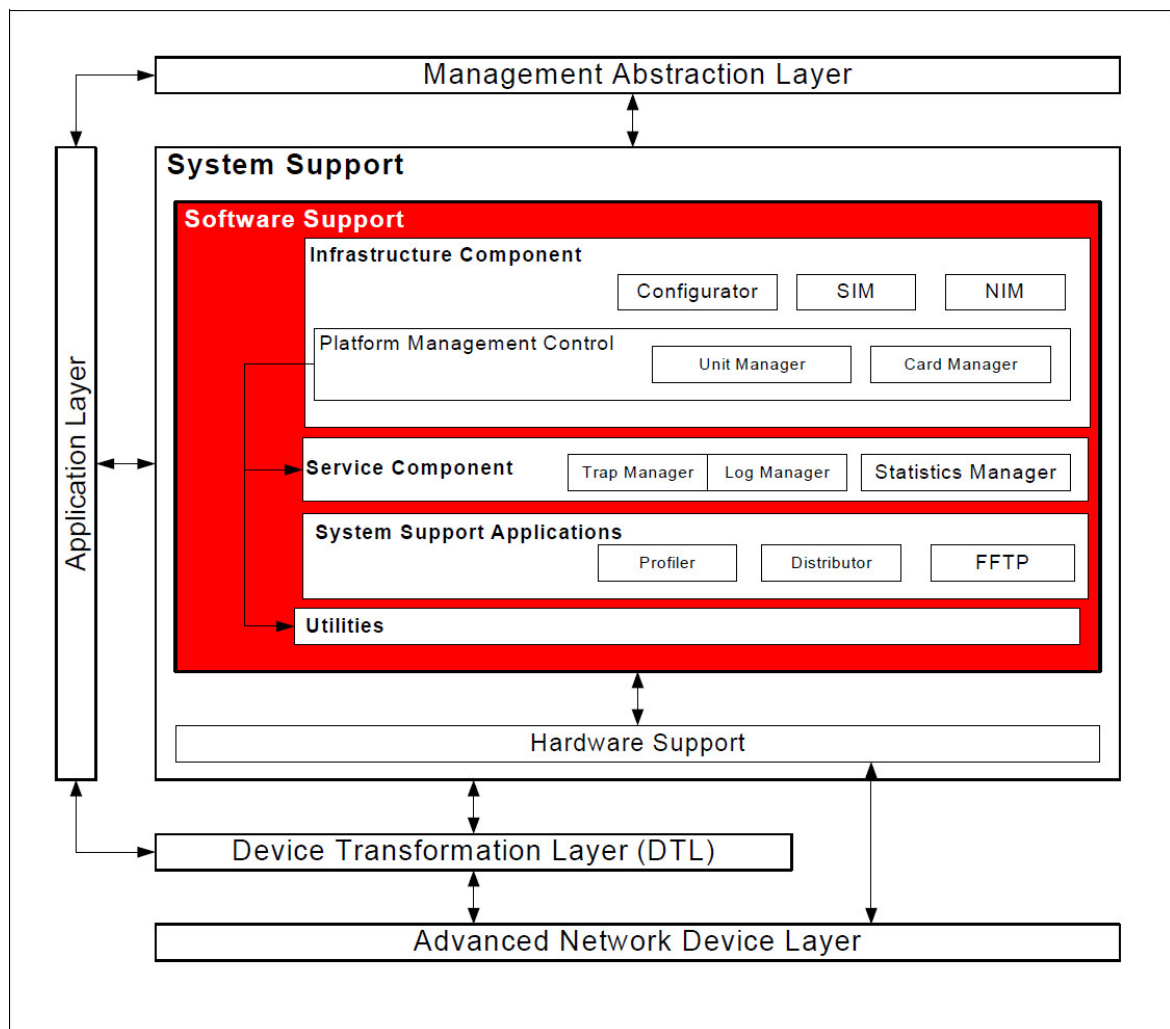 Management Abstraction Layer
System Support
Software Support
Infrastructure Component
Configurator
SIM
NIM
Platform Management Control
Unit Manager
Card Manager
Application Layer
Service Component
Trap Manager
Log Manager
Statistics Manager
System Support Applications
Profiler
Distributor
FFTP
Utilities
Hardware Support
Device Transformation Layer (DTL)
Advanced Network Device Layer